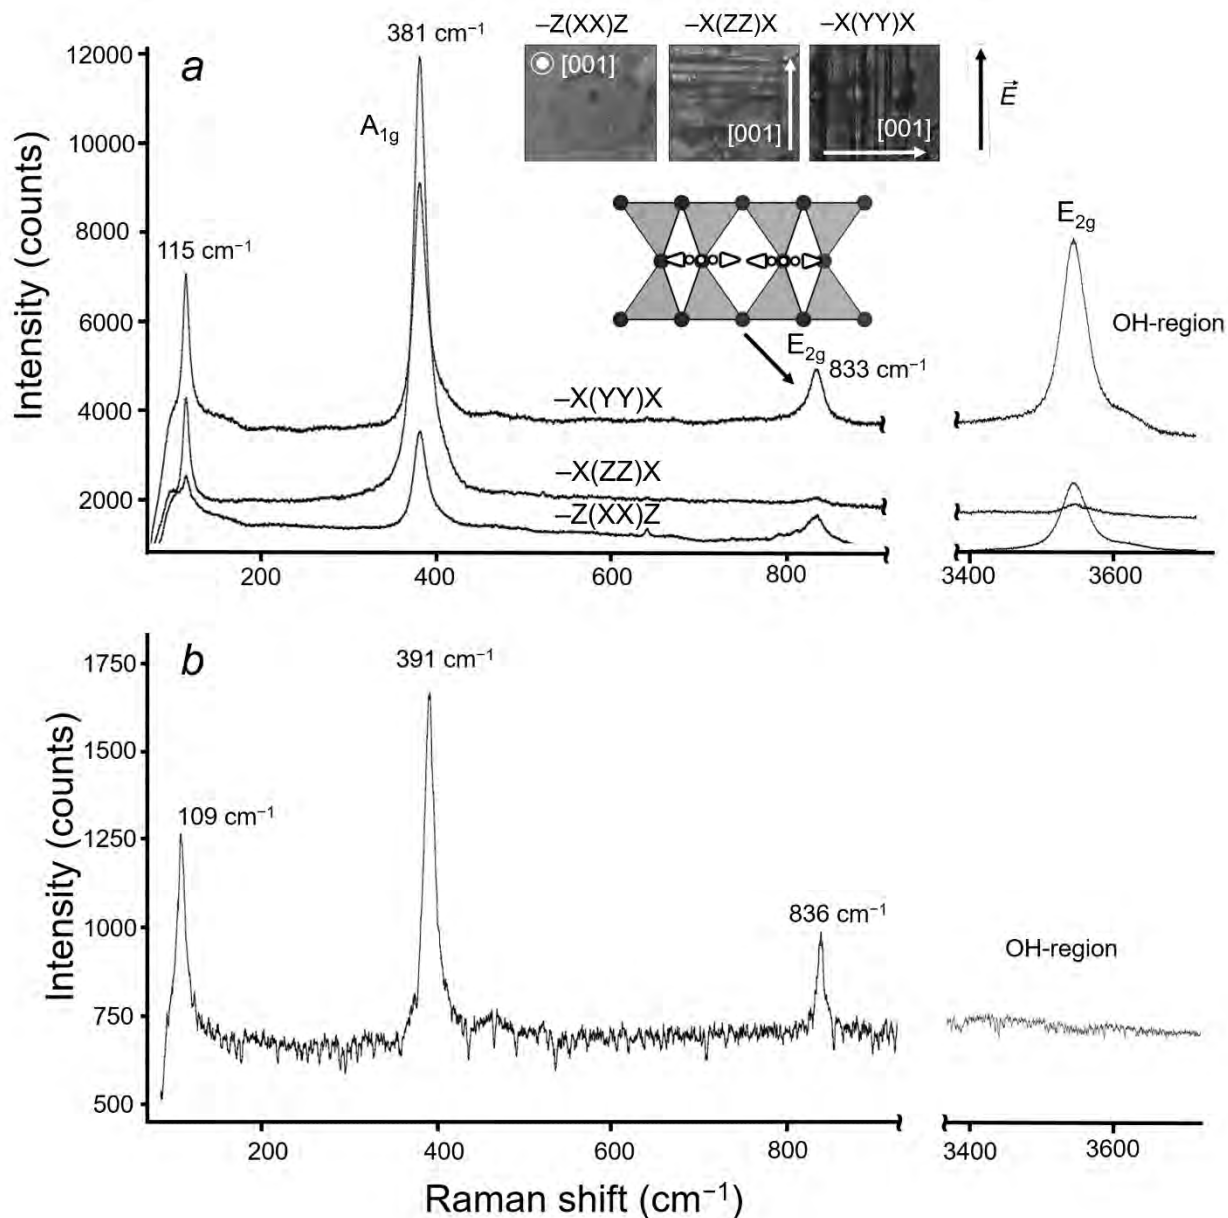 –Z(XX)Z –X(ZZ)X –X(YY)X
381 cm⁻¹
12000
a
[001]
[001]
[001]
E⃗
10000
A1g
8000
115 cm⁻¹
E2g
OH-region
6000
E2g
833 cm⁻¹
–X(YY)X
4000
–X(ZZ)X
2000
–Z(XX)Z
Intensity (counts)
200 400 600 800 3400 3600
b
391 cm⁻¹
1750
1500
109 cm⁻¹
1250
836 cm⁻¹
1000
OH-region
750
500
Intensity (counts)
200 400 600 800 3400 3600
Raman shift (cm⁻¹)